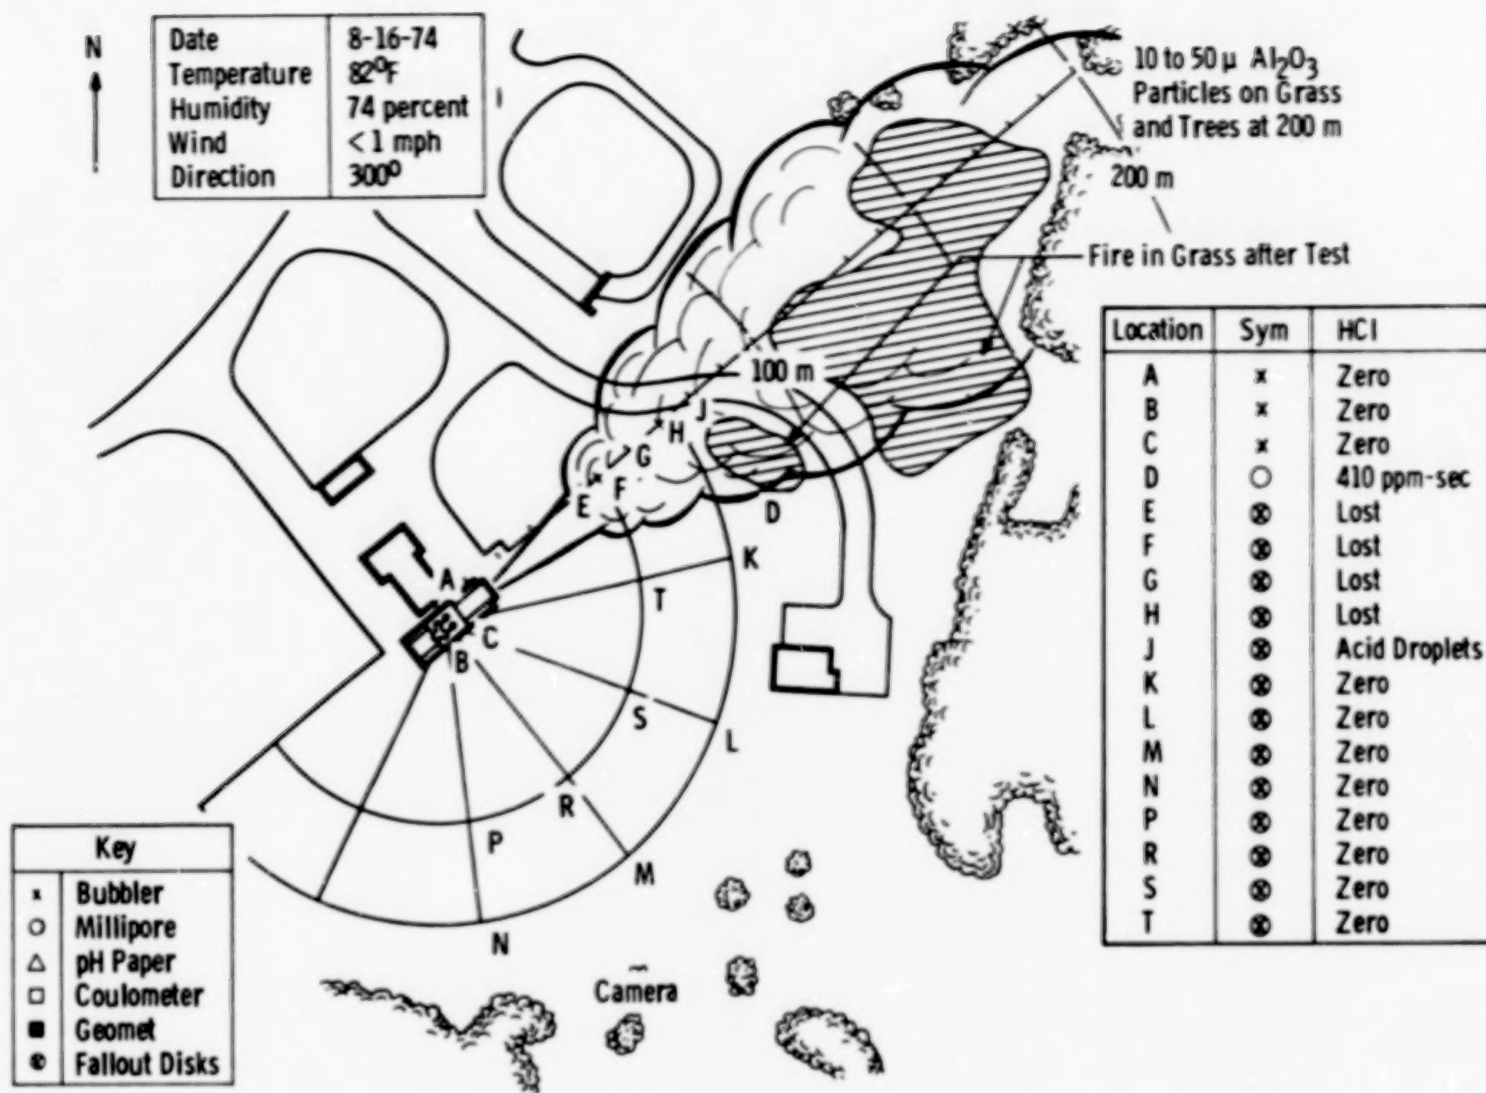 N
Date 8-16-74
Temperature 82°F
Humidity 74 percent
Wind < 1 mph
Direction 300°
10 to 50 μ Al₂O₃
Particles on Grass
and Trees at 200 m
200 m
Fire in Grass after Test
100 m
J
H
G
F
E
D
A
K
T
C
B
S
L
R
P
M
N
Camera
Location Sym HCl
A x Zero
B x Zero
C x Zero
D ○ 410 ppm-sec
E ⊗ Lost
F ⊗ Lost
G ⊗ Lost
H ⊗ Lost
J ⊗ Acid Droplets
K ⊗ Zero
L ⊗ Zero
M ⊗ Zero
N ⊗ Zero
P ⊗ Zero
R ⊗ Zero
S ⊗ Zero
T ⊗ Zero
Key
x Bubbler
○ Millipore
△ pH Paper
□ Coulometer
■ Geomet
⊗ Fallout Disks